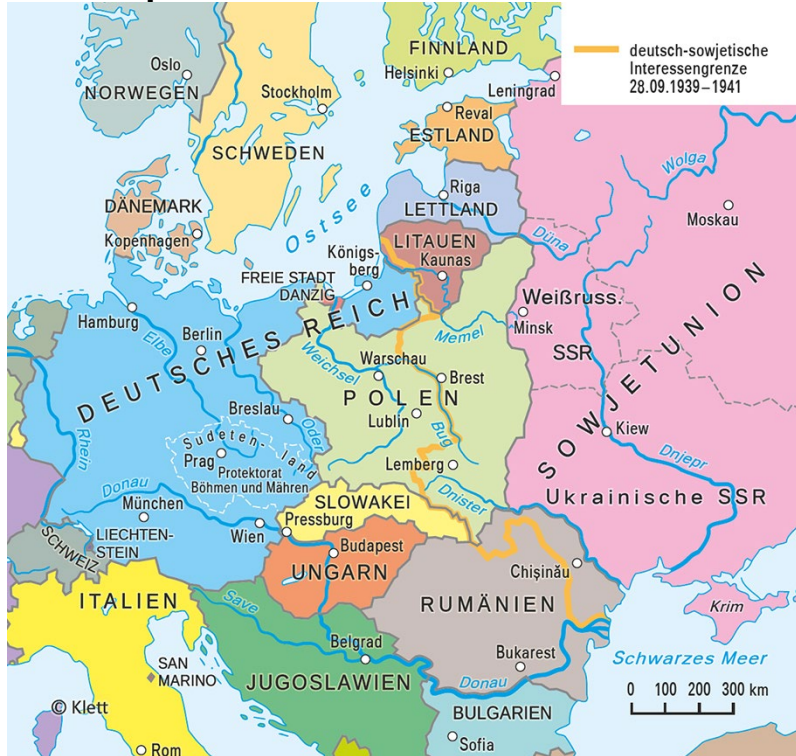 FINNLAND
deutsch-sowjetische
Interessengrenze
28.09.1939–1941
Oslo
Helsinki
Leningrad
NORWEGEN
Stockholm
Reval
ESTLAND
SCHWEDEN
Wolga
Riga
DÄNEMARK
LETTLAND
Moskau
Ostsee
Kopenhagen
Düna
LITAUEN
Königs-
berg
Kaunas
FREIE STADT
DANZIG
Weißruss.
SSR
Minsk
Hamburg
Berlin
Elbe
DEUTSCHES REICH
Memel
Weichsel
Warschau
Brest
SOWJETUNION
POLEN
Breslau
Lublin
Oder
Bug
Rhein
Sudeten-land
Kiew
Prag
Protektorat
Böhmen und Mähren
Lemberg
Dnjepr
Donau
Dnister
Ukrainische SSR
München
SLOWAKEI
LIECHTEN-
STEIN
Wien
Pressburg
SCHWEIZ
Budapest
Chişinău
UNGARN
ITALIEN
RUMÄNIEN
Save
Krim
Belgrad
Bukarest
Schwarzes Meer
SAN
MARINO
JUGOSLAWIEN
Donau
0 100 200 300 km
© Klett
BULGARIEN
Rom
Sofia